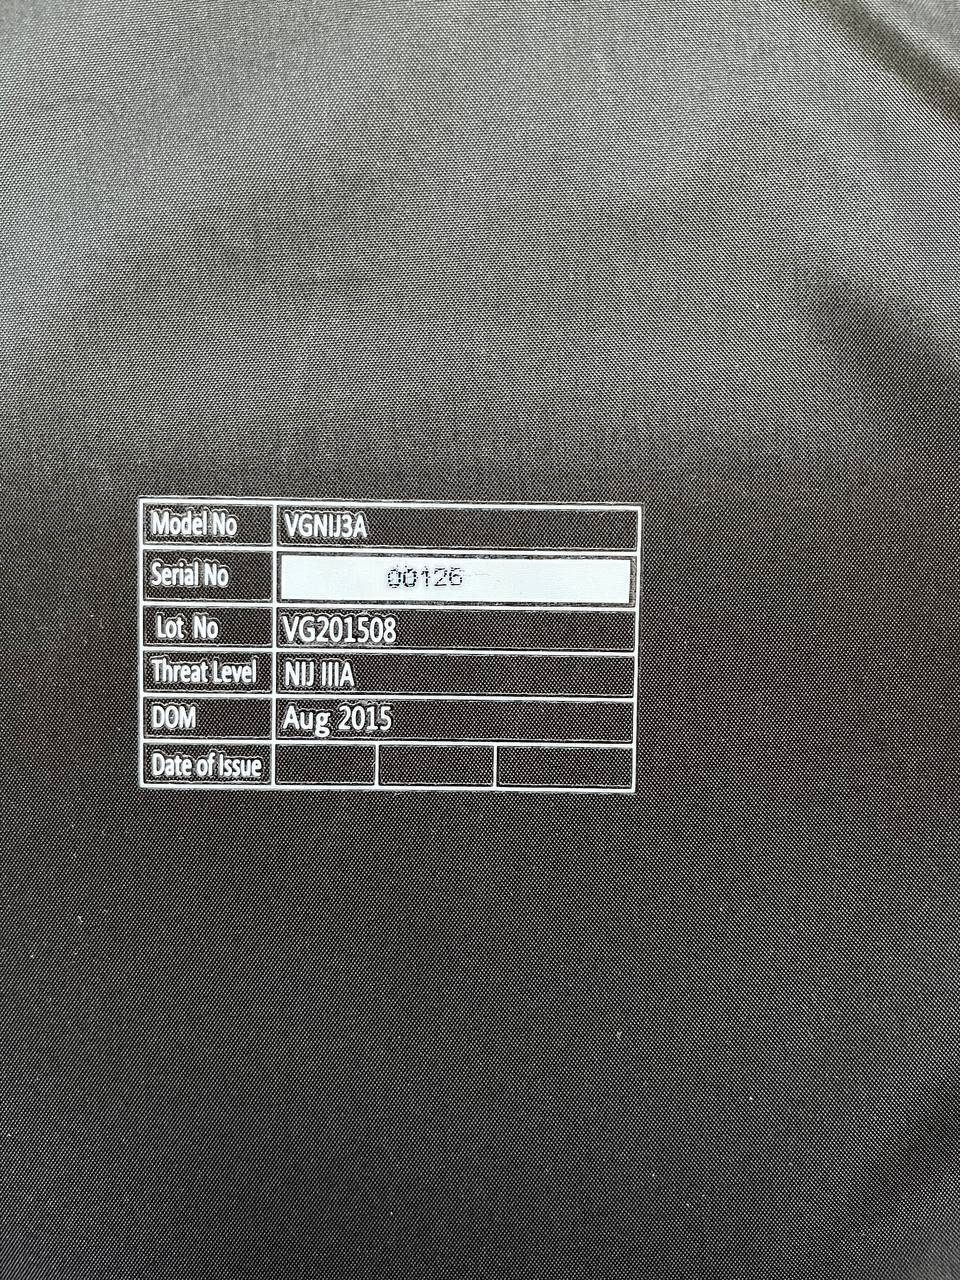 Model No VGNIJ3A
Serial No 00126
Lot No VG201508
Threat Level NIJ IIIA
DOM Aug 2015
Date of Issue